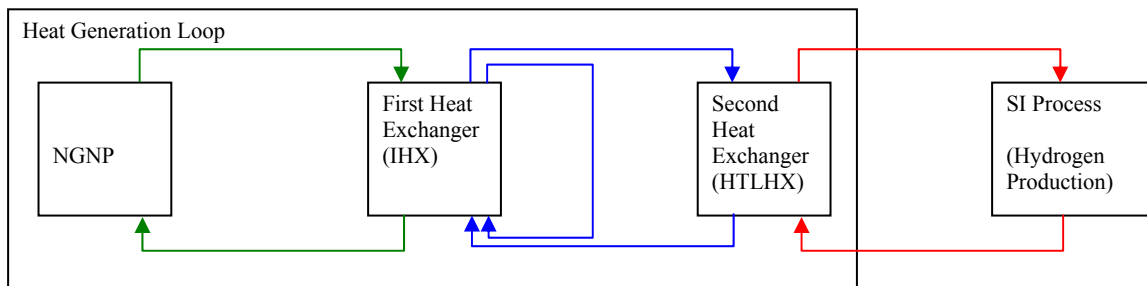 Heat Generation Loop
NGNP
First Heat
Exchanger
(IHX)
Second
Heat
Exchanger
(HTLHX)
SI Process
(Hydrogen
Production)